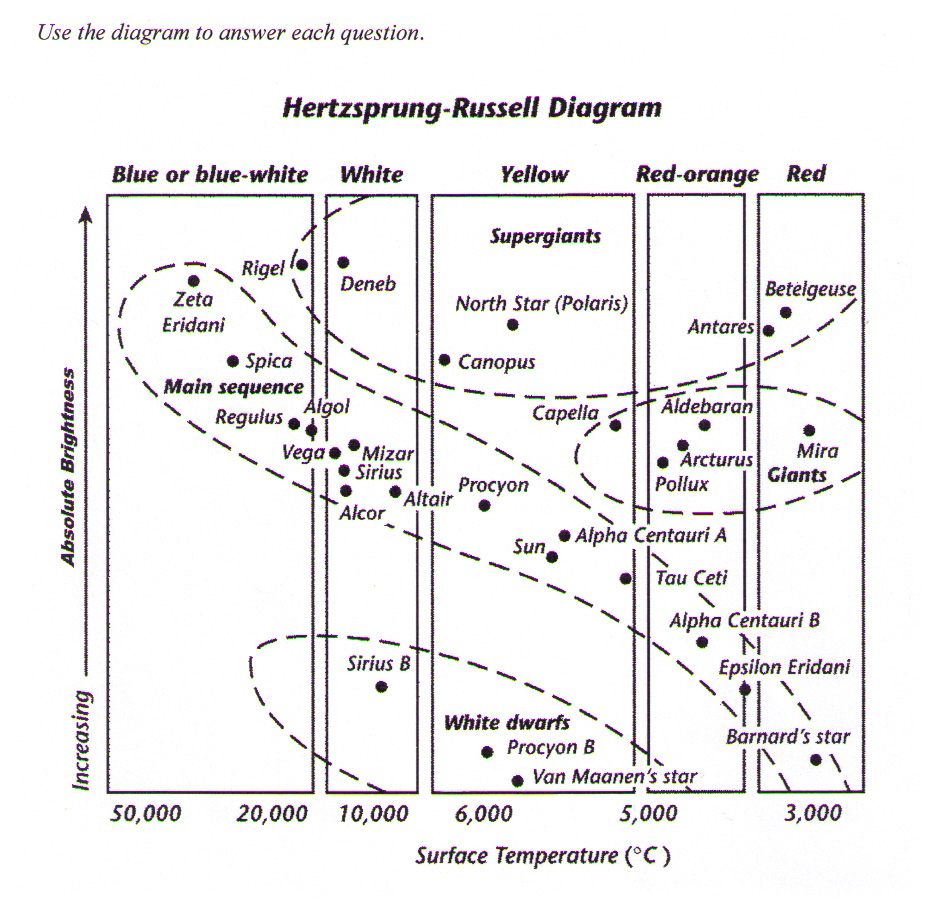 Use the diagram to answer each question.
Hertzsprung-Russell Diagram
Blue or blue-white White Yellow Red-orange Red
Supergiants
Rigel
Deneb
Zeta
Eridani
North Star (Polaris)
Betelgeuse
Antares
Spica
Canopus
Main sequence
Regulus
Algol
Capella
Aldebaran
Vega
Mizar
Sirius
Arcturus
Mira
Giants
Pollux
Alcor
Altair
Procyon
Sun
Alpha Centauri A
Tau Ceti
Alpha Centauri B
Sirius B
Epsilon Eridani
White dwarfs
Procyon B
Barnard's star
Van Maanen's star
Absolute Brightness
Increasing
50,000 20,000 10,000 6,000 5,000 3,000
Surface Temperature (°C)